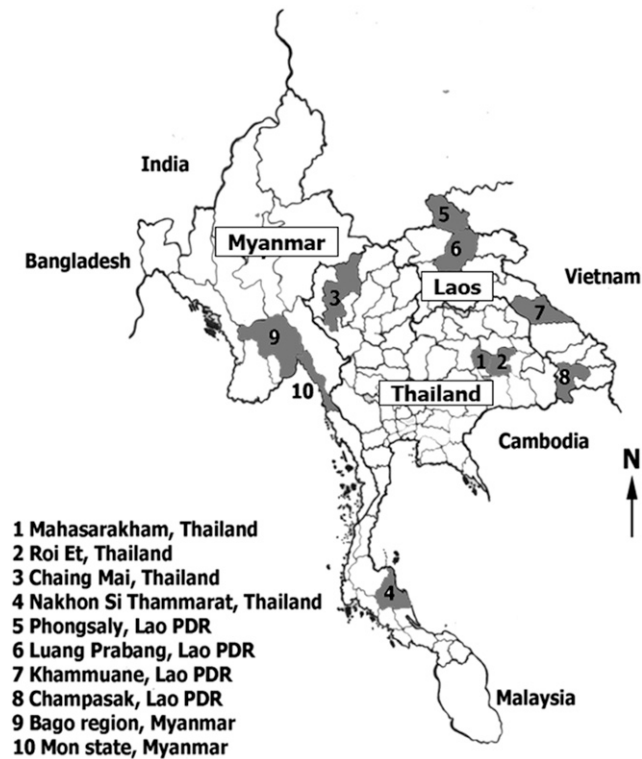 India
5
Myanmar
6
Bangladesh
Laos
Vietnam
3
7
9
1 2
8
10
Thailand
Cambodia
N
1 Mahasarakham, Thailand
2 Roi Et, Thailand
3 Chaing Mai, Thailand
4 Nakhon Si Thammarat, Thailand
4
5 Phongsaly, Lao PDR
6 Luang Prabang, Lao PDR
7 Khammuane, Lao PDR
8 Champasak, Lao PDR
Malaysia
9 Bago region, Myanmar
10 Mon state, Myanmar